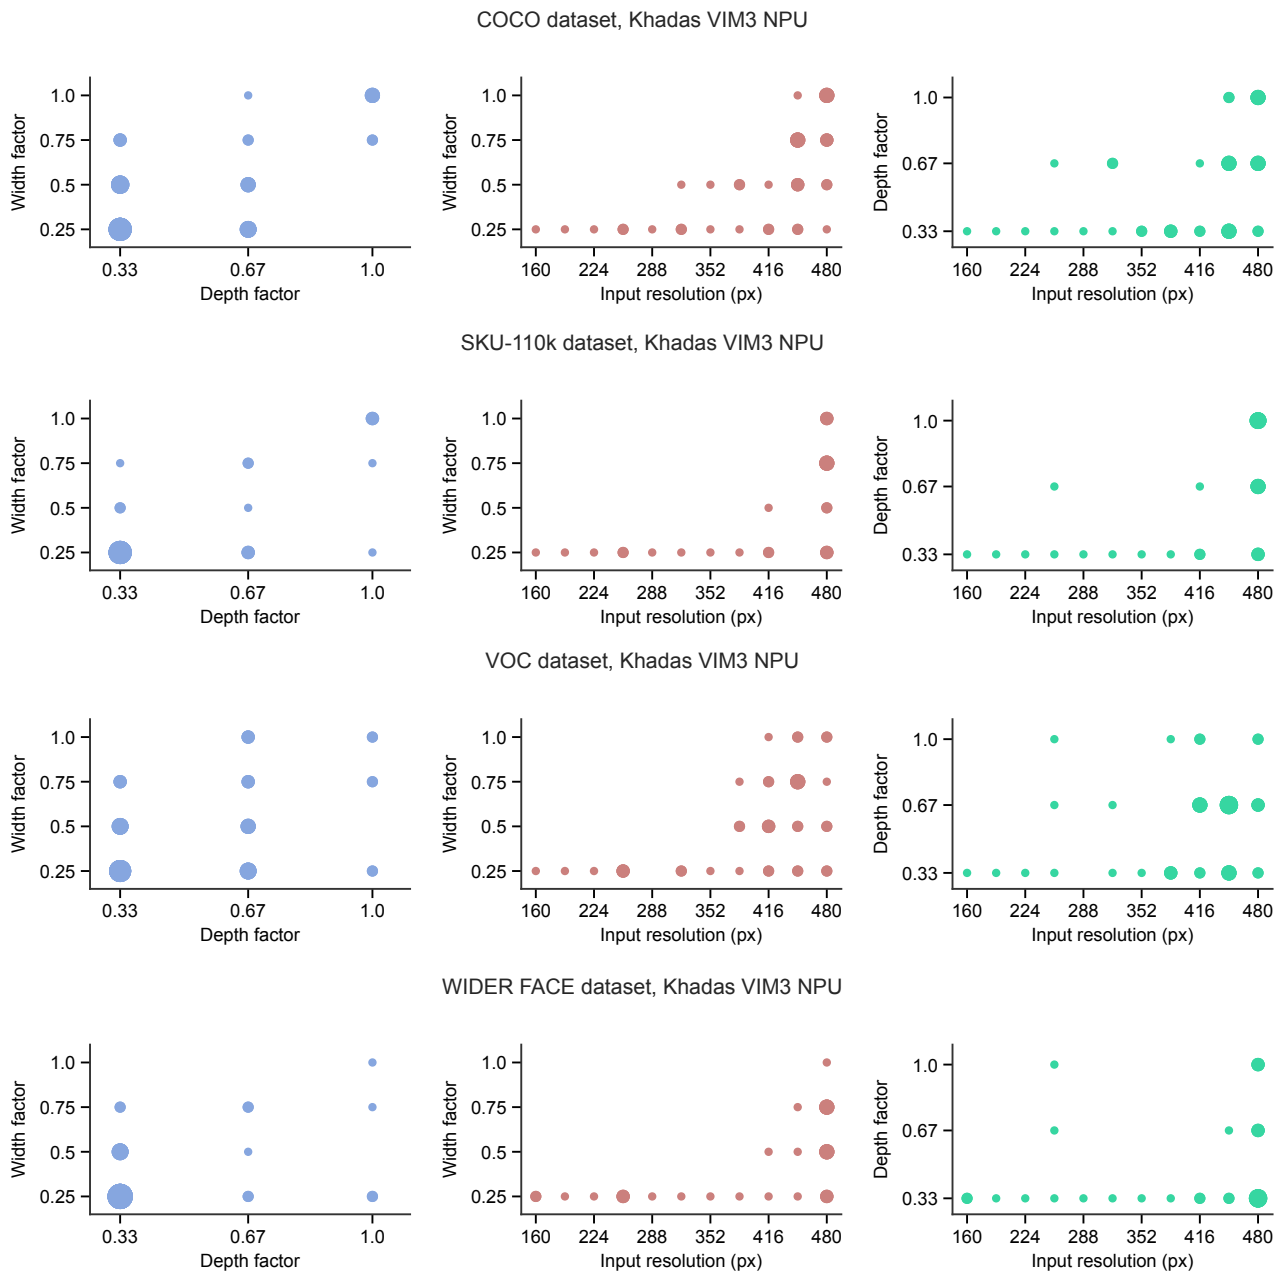 COCO dataset, Khadas VIM3 NPU
Width factor
1.0
0.75
0.5
0.25
0.33 0.67 1.0
Depth factor
Width factor
1.0
0.75
0.5
0.25
160 224 288 352 416 480
Input resolution (px)
Depth factor
1.0
0.67
0.33
160 224 288 352 416 480
Input resolution (px)
SKU-110k dataset, Khadas VIM3 NPU
Width factor
1.0
0.75
0.5
0.25
0.33 0.67 1.0
Depth factor
Width factor
1.0
0.75
0.5
0.25
160 224 288 352 416 480
Input resolution (px)
Depth factor
1.0
0.67
0.33
160 224 288 352 416 480
Input resolution (px)
VOC dataset, Khadas VIM3 NPU
Width factor
1.0
0.75
0.5
0.25
0.33 0.67 1.0
Depth factor
Width factor
1.0
0.75
0.5
0.25
160 224 288 352 416 480
Input resolution (px)
Depth factor
1.0
0.67
0.33
160 224 288 352 416 480
Input resolution (px)
WIDER FACE dataset, Khadas VIM3 NPU
Width factor
1.0
0.75
0.5
0.25
0.33 0.67 1.0
Depth factor
Width factor
1.0
0.75
0.5
0.25
160 224 288 352 416 480
Input resolution (px)
Depth factor
1.0
0.67
0.33
160 224 288 352 416 480
Input resolution (px)